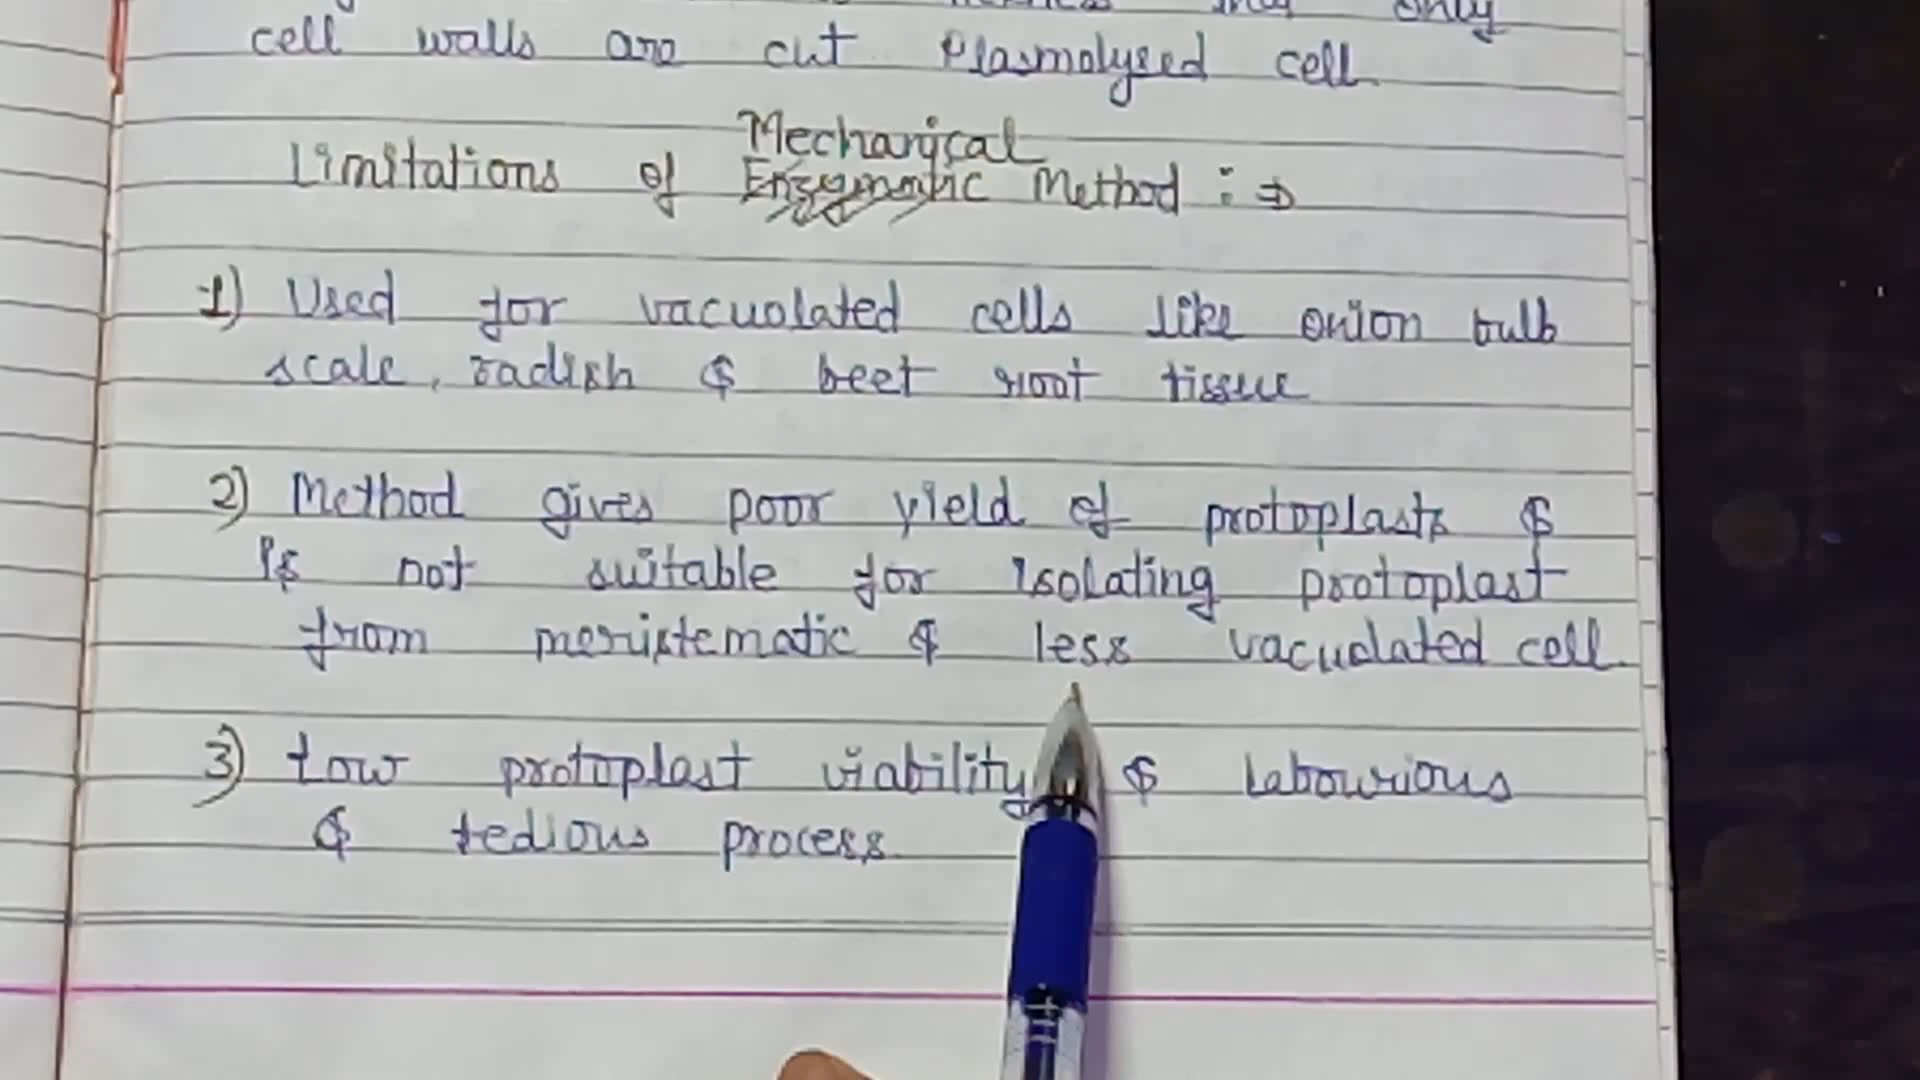 only
cell walls are cut Plasmolysed cell.
Mechanical
Limitations of Enzymatic Method :⇒
1) Used for vacuolated cells like onion bulb
scale, radish & beet root tissue
2) Method gives poor yield of protoplasts &
is not suitable for isolating protoplast
from meristematic & less vacuolated cell.
3) Low protoplast viability & Labourious
& tedious process.